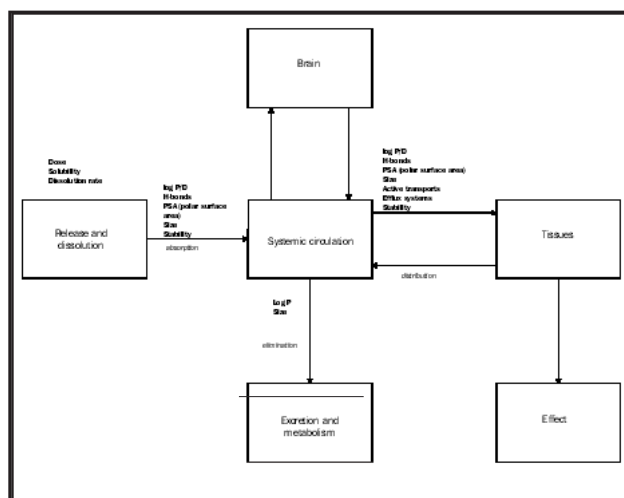 Brain
Dose
Solubility
Dissolution rate
log P/D
H-bonds
PSA (polar surface
area)
Size
Stability
log P/D
H-bonds
PSA (polar surface area)
Size
Active transports
Efflux systems
Stability
Release and
dissolution
absorption
Systemic circulation
Tissues
distribution
Log P
Size
elimination
Excretion and
metabolism
Effect